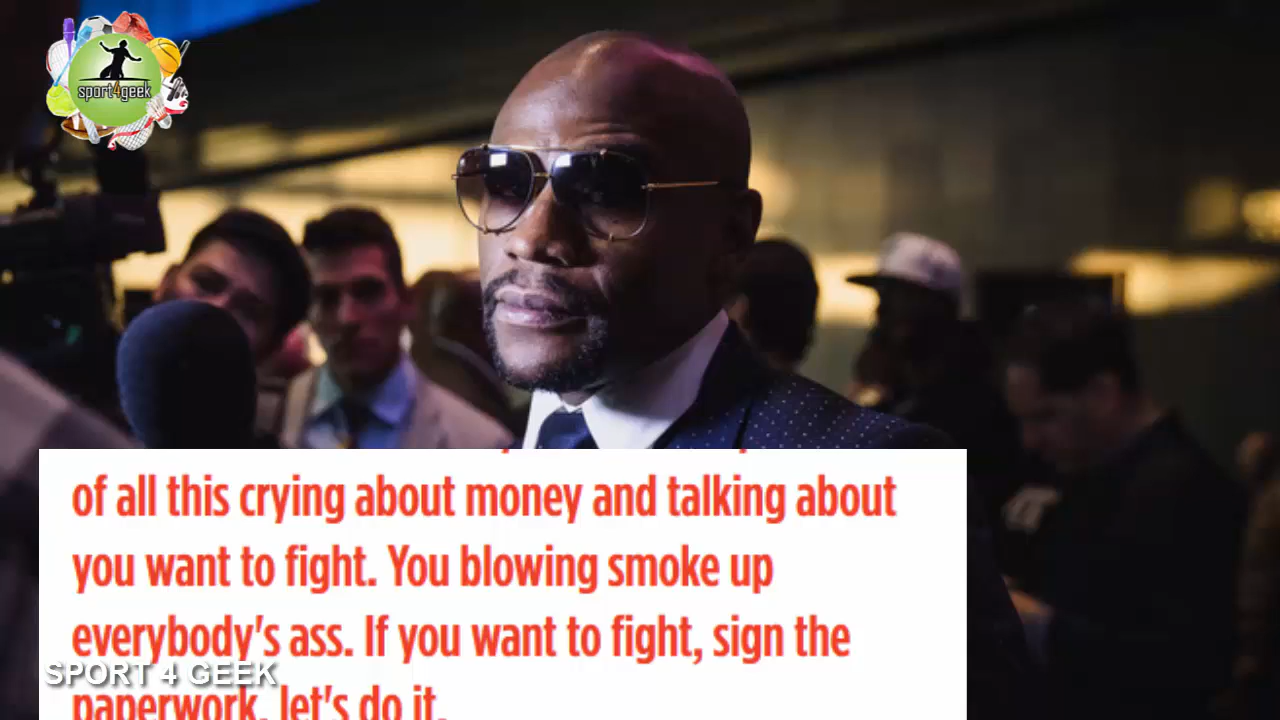 sport4geek
of all this crying about money and talking about
you want to fight. You blowing smoke up
everybody's ass. If you want to fight, sign the
SPORT 4 GEEK
paperwork, let's do it.